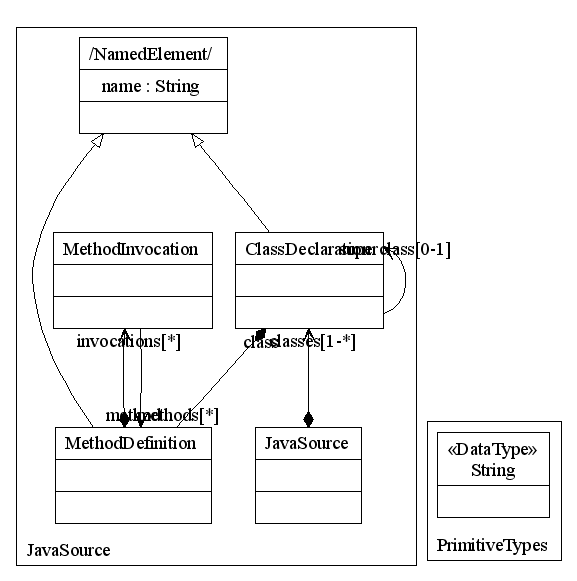 /NamedElement/
name : String
MethodInvocation
ClassDeclaration
superclass[0-1]
invocations[*]
class
classes[1-*]
method
methods[*]
MethodDefinition
JavaSource
«DataType»
String
JavaSource
PrimitiveTypes